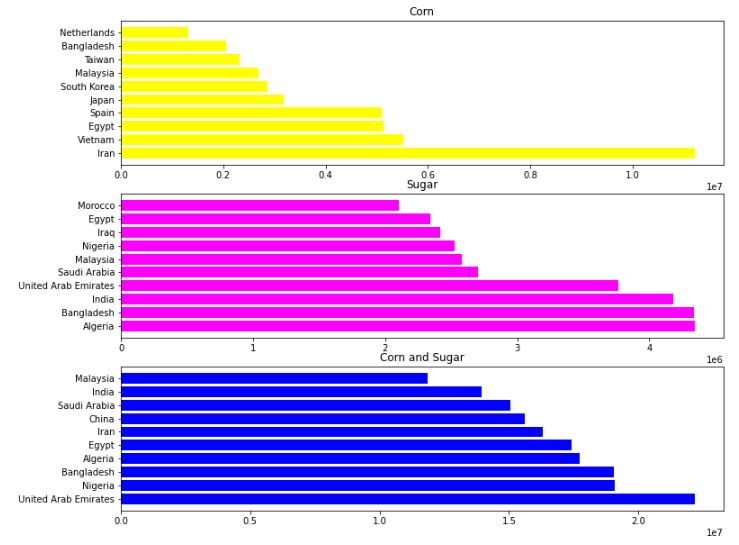 Corn
Netherlands
Bangladesh
Taiwan
Malaysia
South Korea
Japan
Spain
Egypt
Vietnam
Iran
0.0 0.2 0.4 0.6 0.8 1.0
1e7
Sugar
Morocco
Egypt
Iraq
Nigeria
Malaysia
Saudi Arabia
United Arab Emirates
India
Bangladesh
Algeria
0 1 2 3 4
1e6
Corn and Sugar
Malaysia
India
Saudi Arabia
China
Iran
Egypt
Algeria
Bangladesh
Nigeria
United Arab Emirates
0.0 0.5 1.0 1.5 2.0
1e7